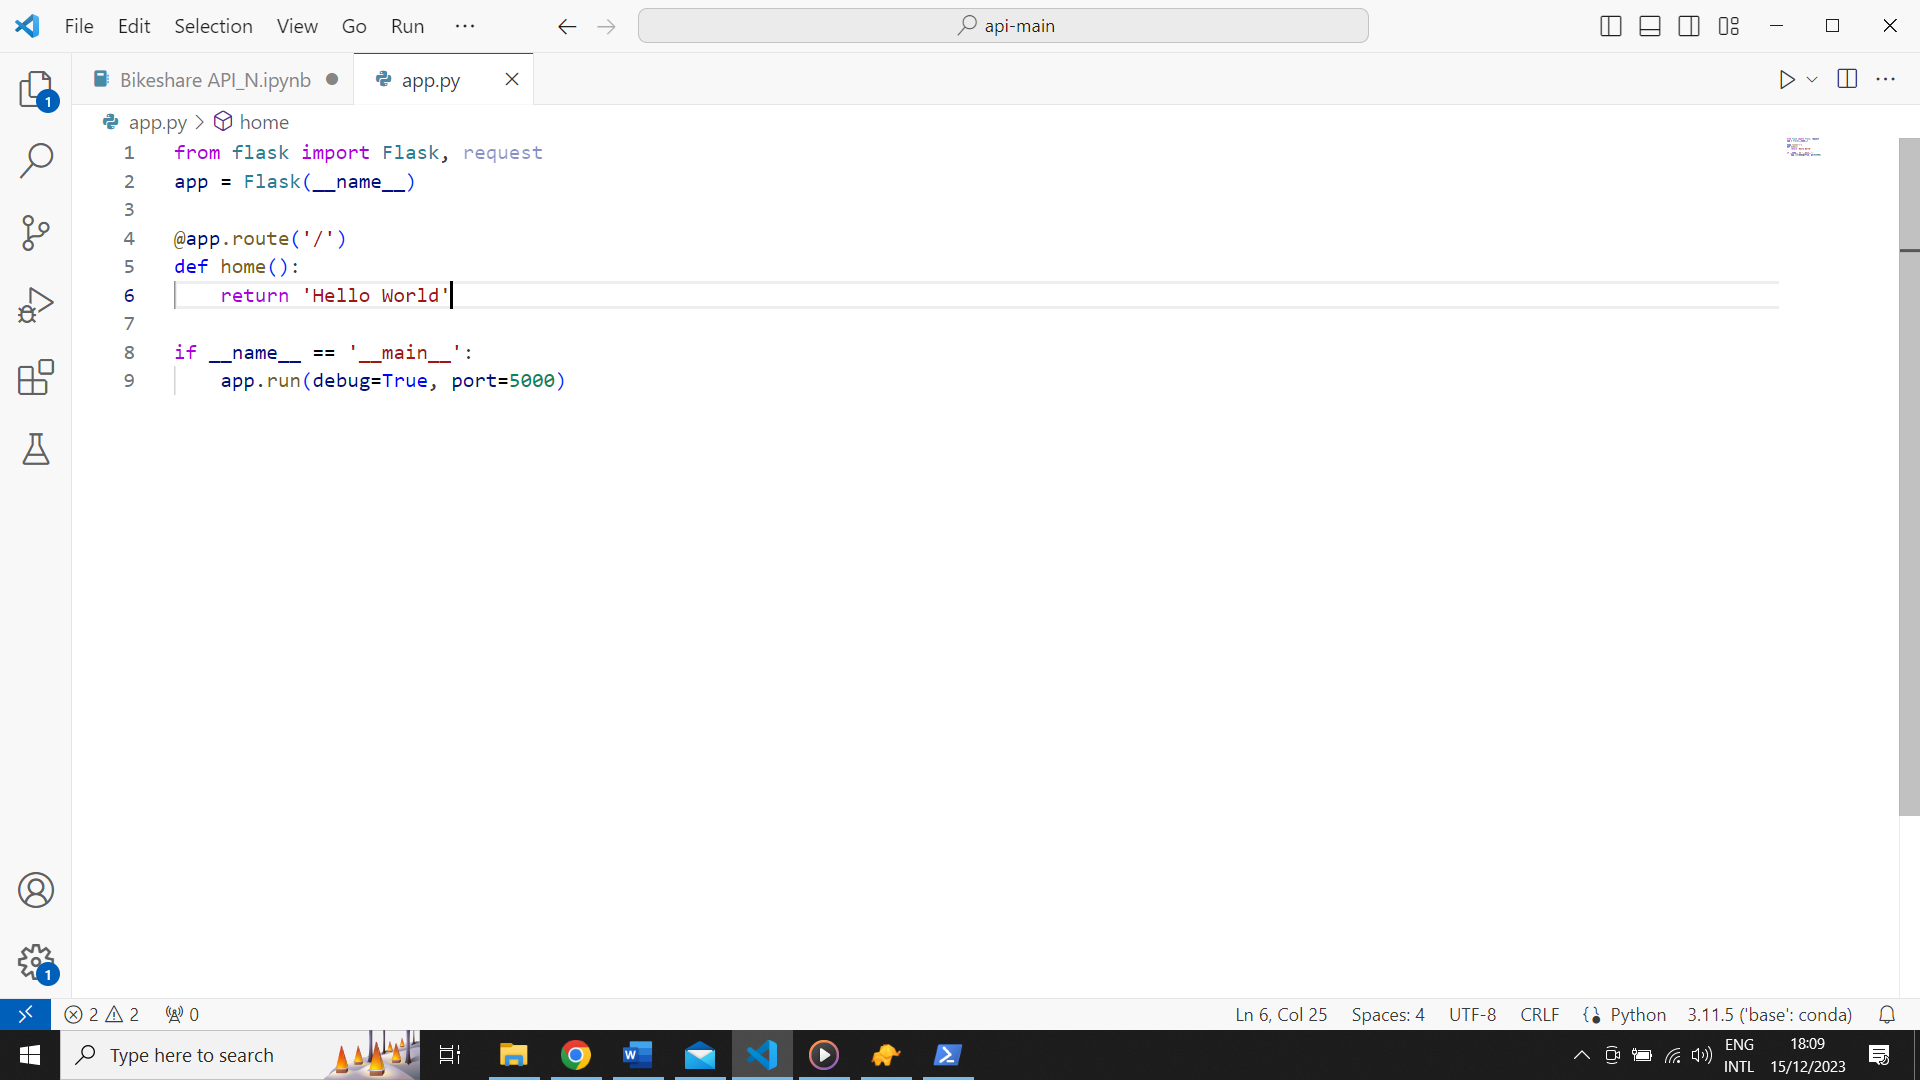 File Edit Selection View Go Run ···
api-main
Bikeshare API_N.ipynb
app.py
app.py > home
1 from flask import Flask, request
2 app = Flask(__name__)
3
4 @app.route('/')
5 def home():
6     return 'Hello World'
7
8 if __name__ == '__main__':
9     app.run(debug=True, port=5000)
1
1
2 2 0
Ln 6, Col 25 Spaces: 4 UTF-8 CRLF Python 3.11.5 ('base': conda)
Type here to search
ENG
INTL
18:09
15/12/2023